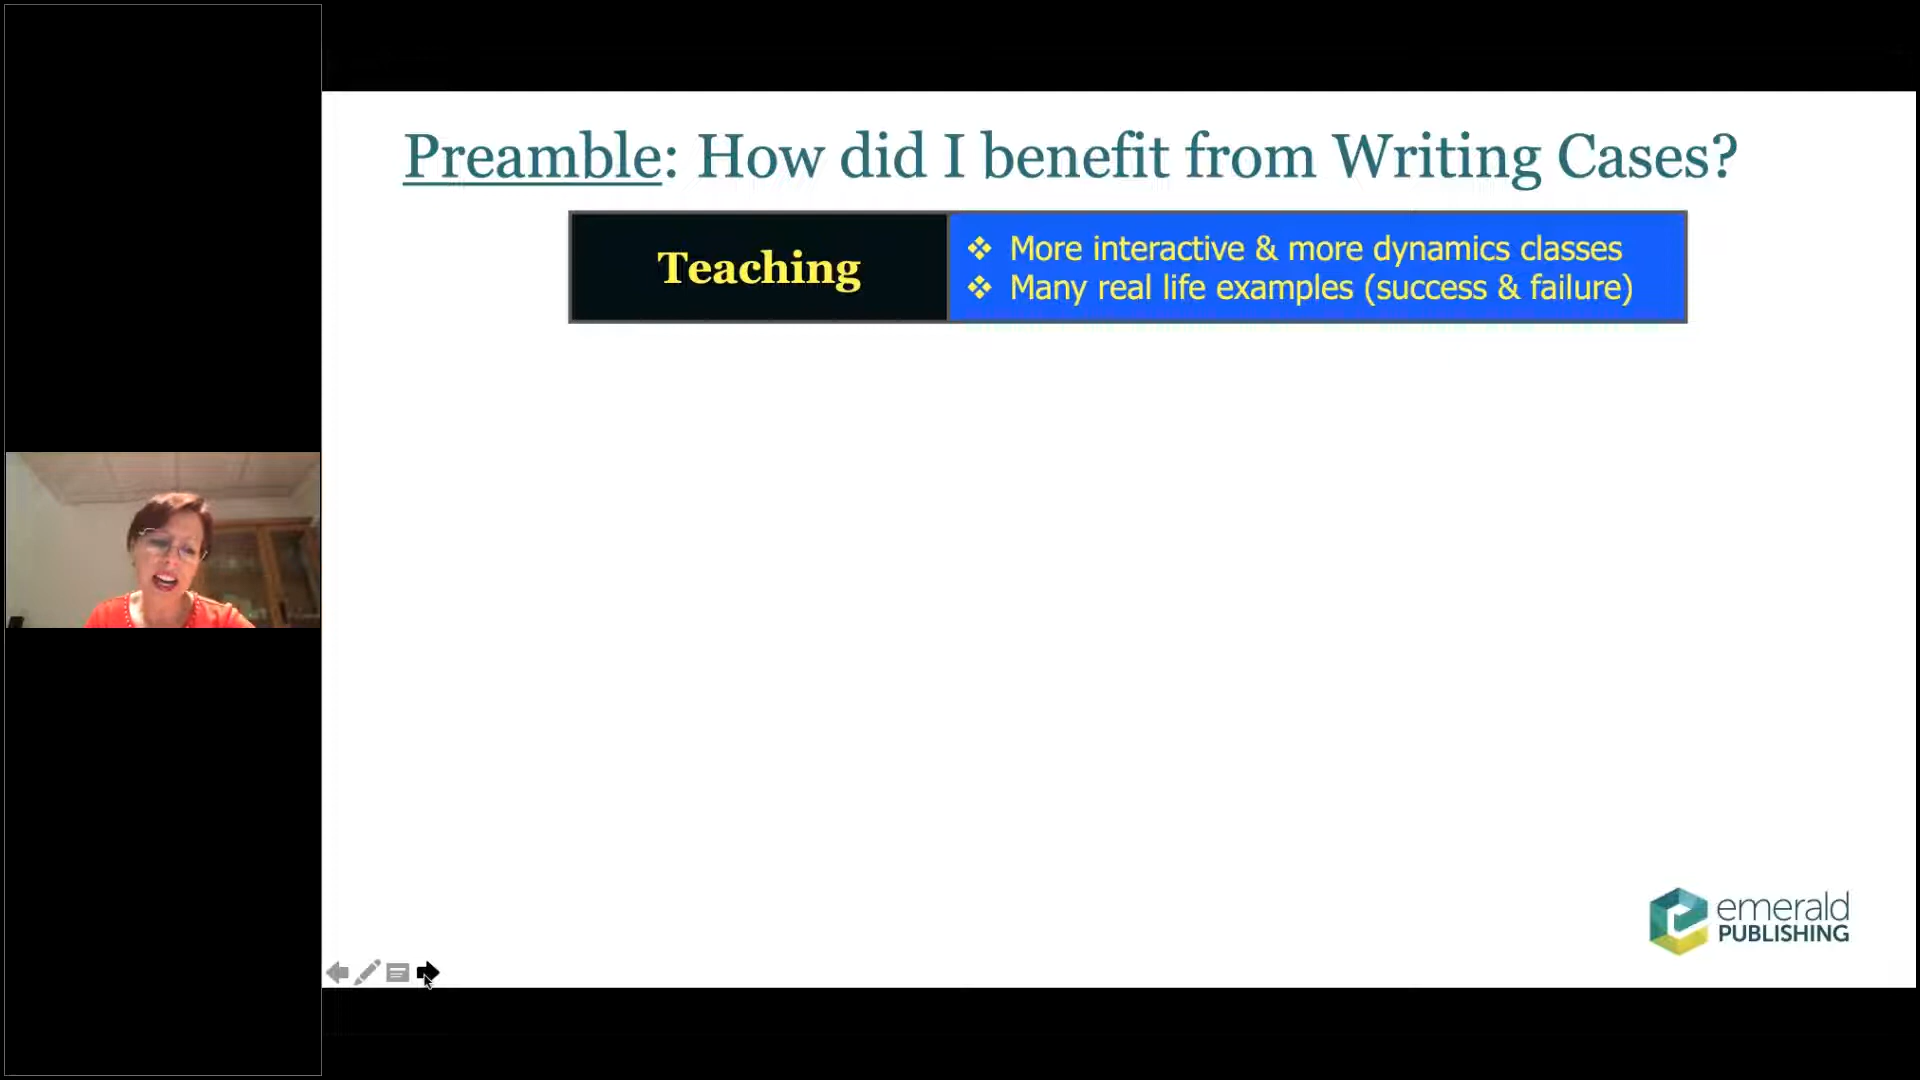 Preamble: How did I benefit from Writing Cases?
Teaching
❖ More interactive & more dynamics classes
❖ Many real life examples (success & failure)
emerald
PUBLISHING